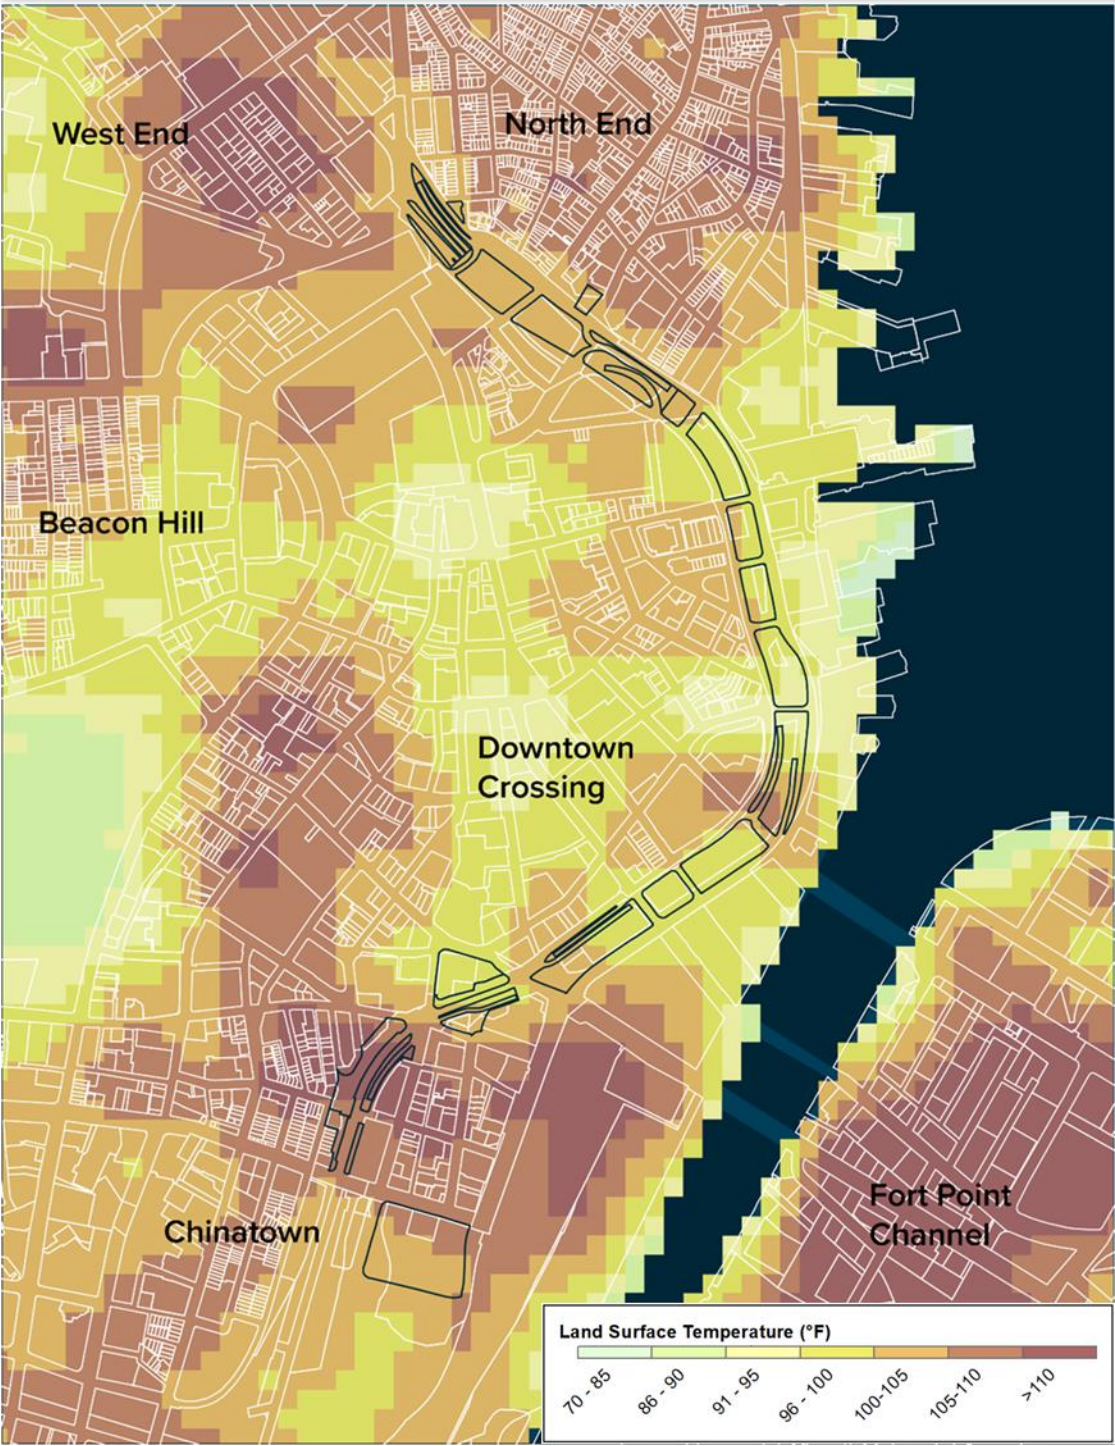 West End
North End
Beacon Hill
Downtown
Crossing
Fort Point
Channel
Chinatown
Land Surface Temperature (°F)
70 - 85
86 - 90
91 - 95
96 - 100
100-105
105-110
>110